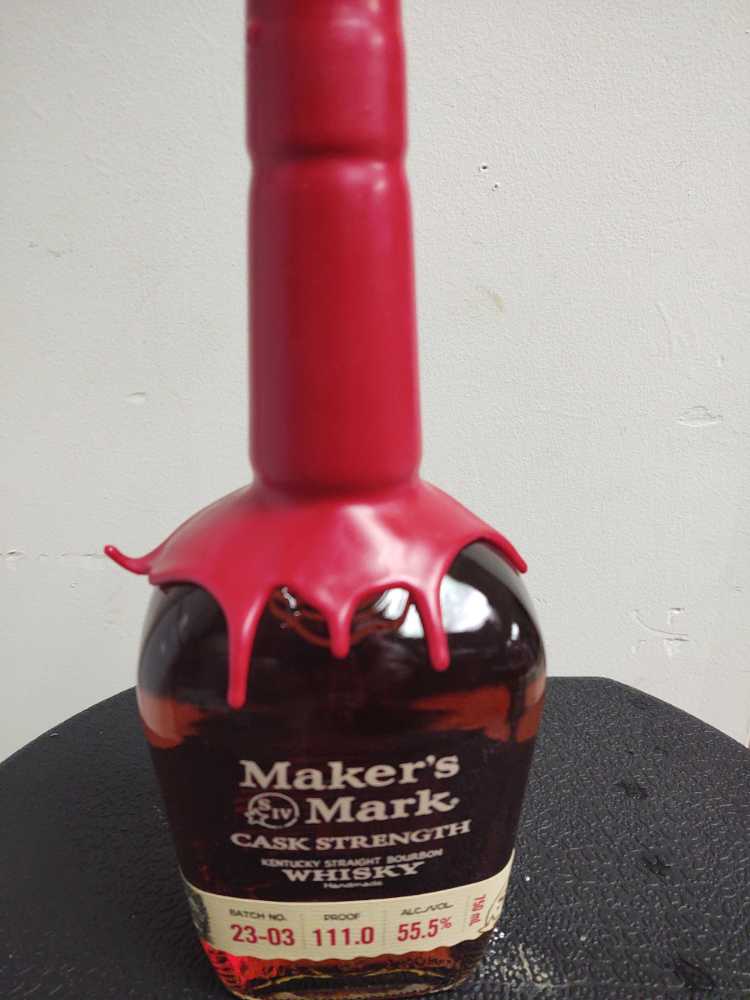 Maker's
S IV Mark
CASK STRENGTH
KENTUCKY STRAIGHT BOURBON
WHISKY
Handmade
BATCH NO. PROOF ALC./VOL. 750 ml
23-03 111.0 55.5%